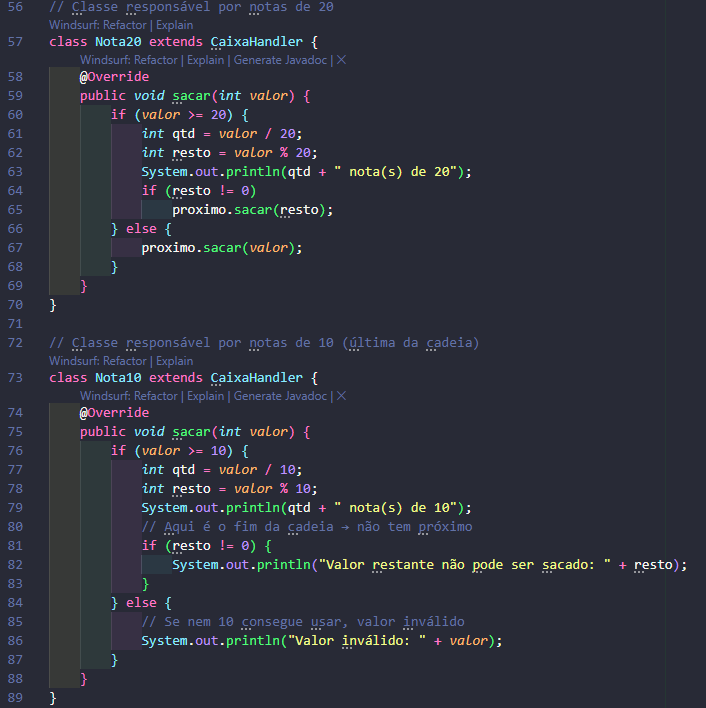 56 // Classe responsável por notas de 20
Windsurf: Refactor | Explain
57 class Nota20 extends CaixaHandler {
Windsurf: Refactor | Explain | Generate Javadoc | X
58 @Override
59 public void sacar(int valor) {
60 if (valor >= 20) {
61 int qtd = valor / 20;
62 int resto = valor % 20;
63 System.out.println(qtd + " nota(s) de 20");
64 if (resto != 0)
65 proximo.sacar(resto);
66 } else {
67 proximo.sacar(valor);
68 }
69 }
70 }
71
72 // Classe responsável por notas de 10 (última da cadeia)
Windsurf: Refactor | Explain
73 class Nota10 extends CaixaHandler {
Windsurf: Refactor | Explain | Generate Javadoc | X
74 @Override
75 public void sacar(int valor) {
76 if (valor >= 10) {
77 int qtd = valor / 10;
78 int resto = valor % 10;
79 System.out.println(qtd + " nota(s) de 10");
80 // Aqui é o fim da cadeia → não tem próximo
81 if (resto != 0) {
82 System.out.println("Valor restante não pode ser sacado: " + resto);
83 }
84 } else {
85 // Se nem 10 consegue usar, valor inválido
86 System.out.println("Valor inválido: " + valor);
87 }
88 }
89 }